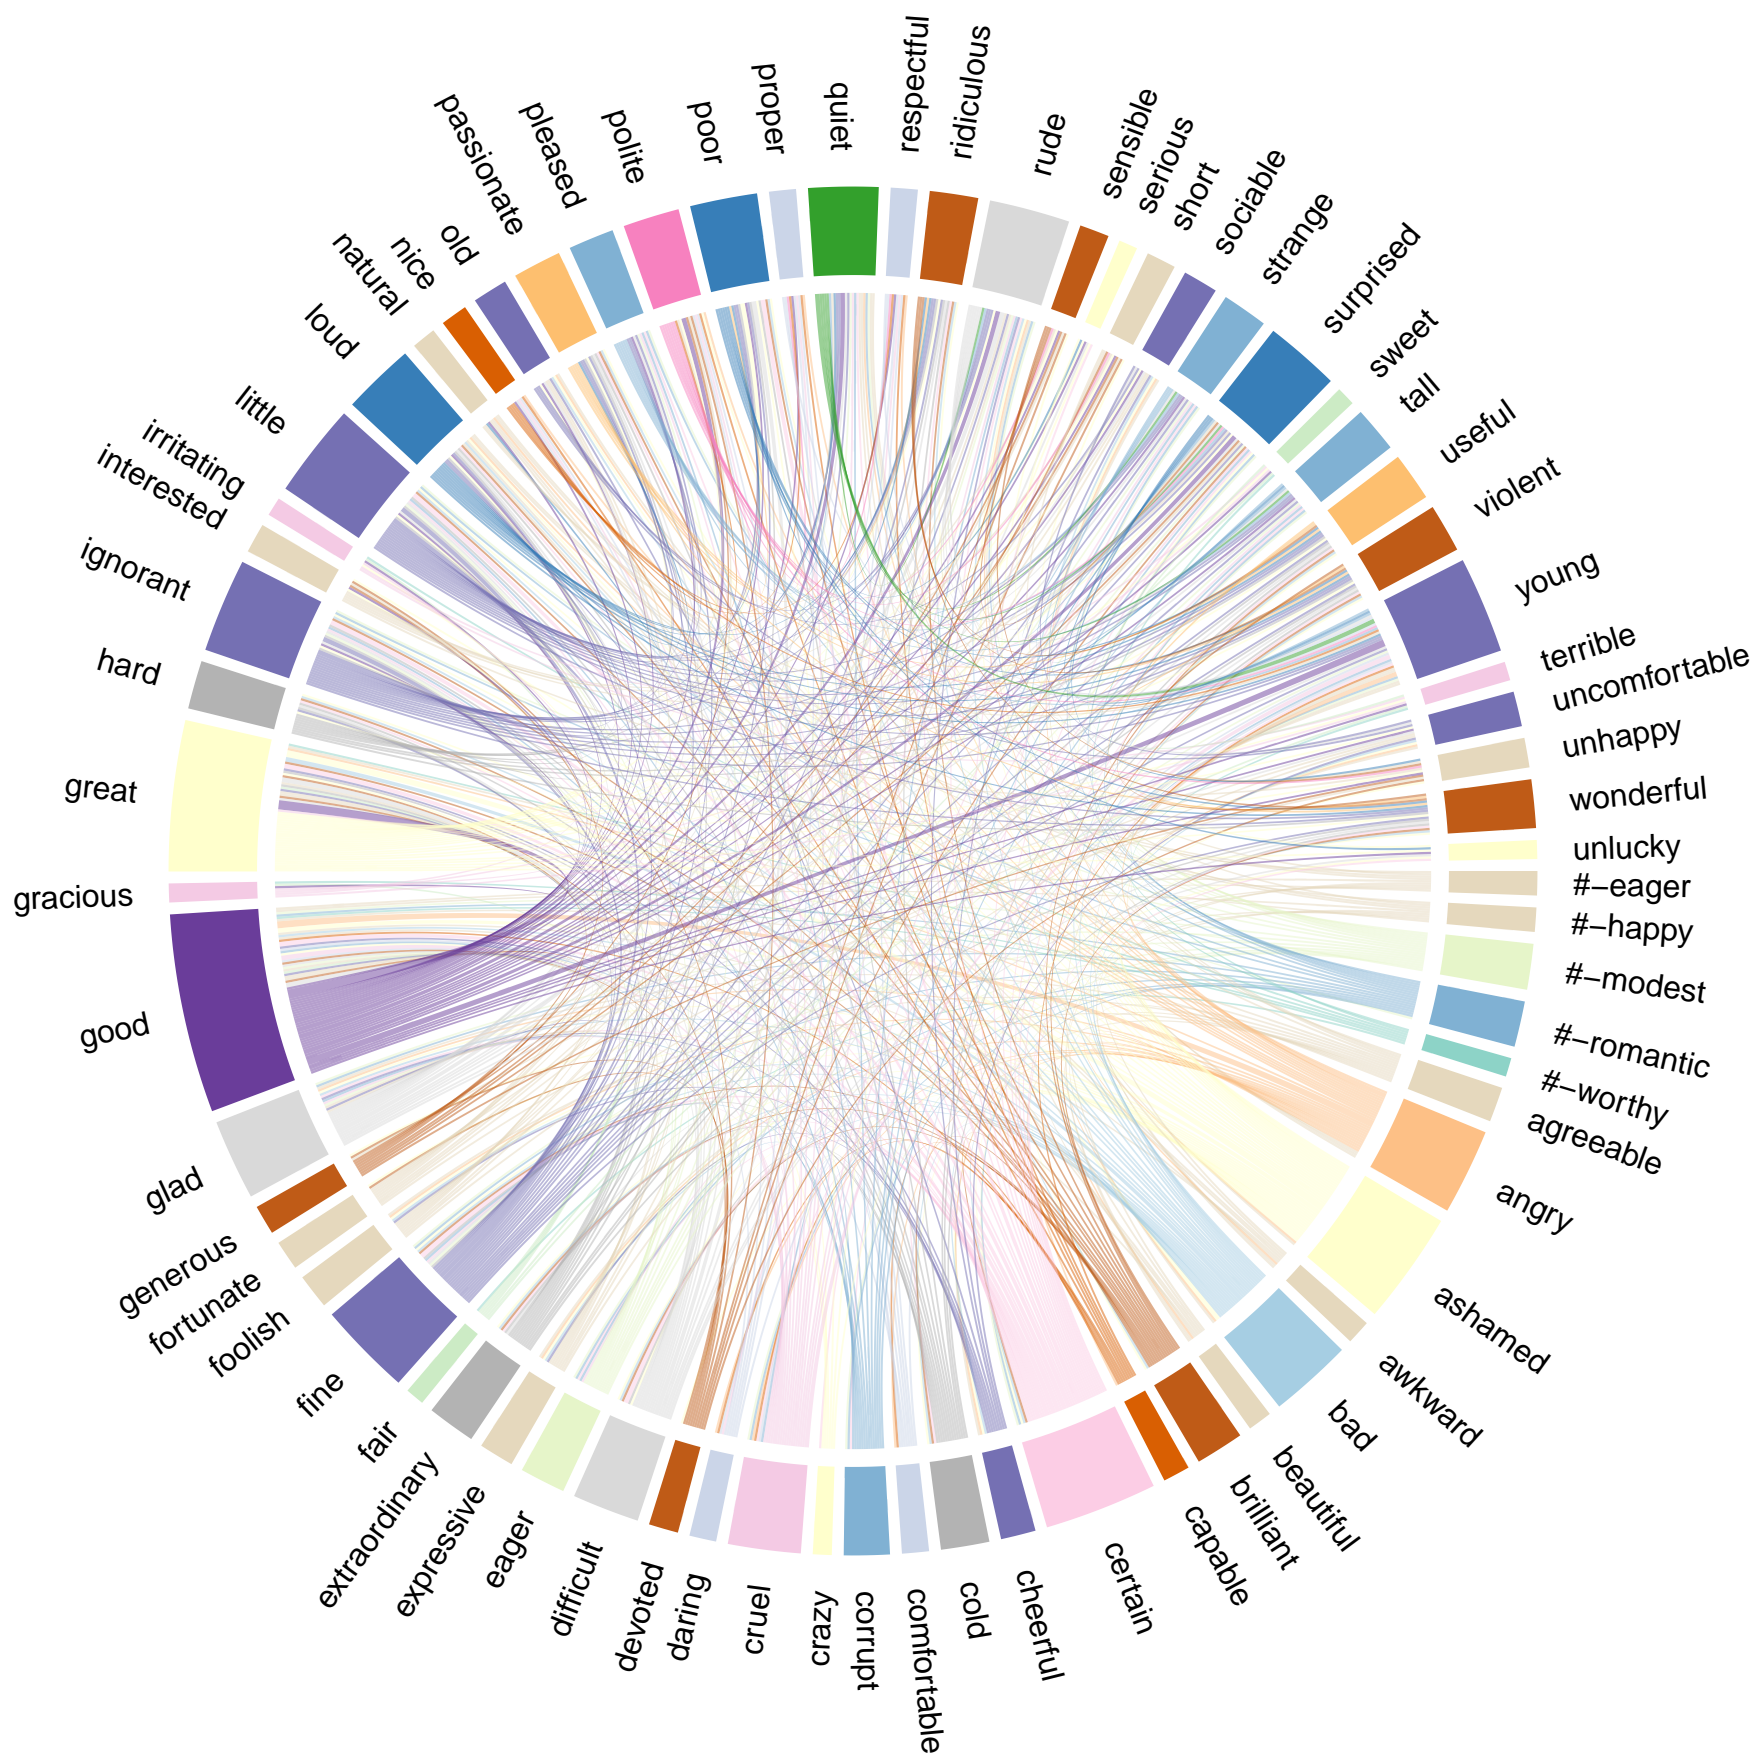 respectful
ridiculous
rude
sensible
serious
short
sociable
strange
surprised
sweet
tall
useful
violent
young
terrible
uncomfortable
unhappy
wonderful
unlucky
#–eager
#–happy
#–modest
#–romantic
#–worthy
agreeable
angry
ashamed
awkward
bad
beautiful
brilliant
capable
certain
cheerful
cold
comfortable
corrupt
crazy
cruel
daring
devoted
difficult
eager
expressive
extraordinary
fair
fine
foolish
fortunate
generous
glad
good
gracious
great
hard
ignorant
interested
irritating
little
loud
natural
nice
old
passionate
pleased
polite
poor
proper
quiet